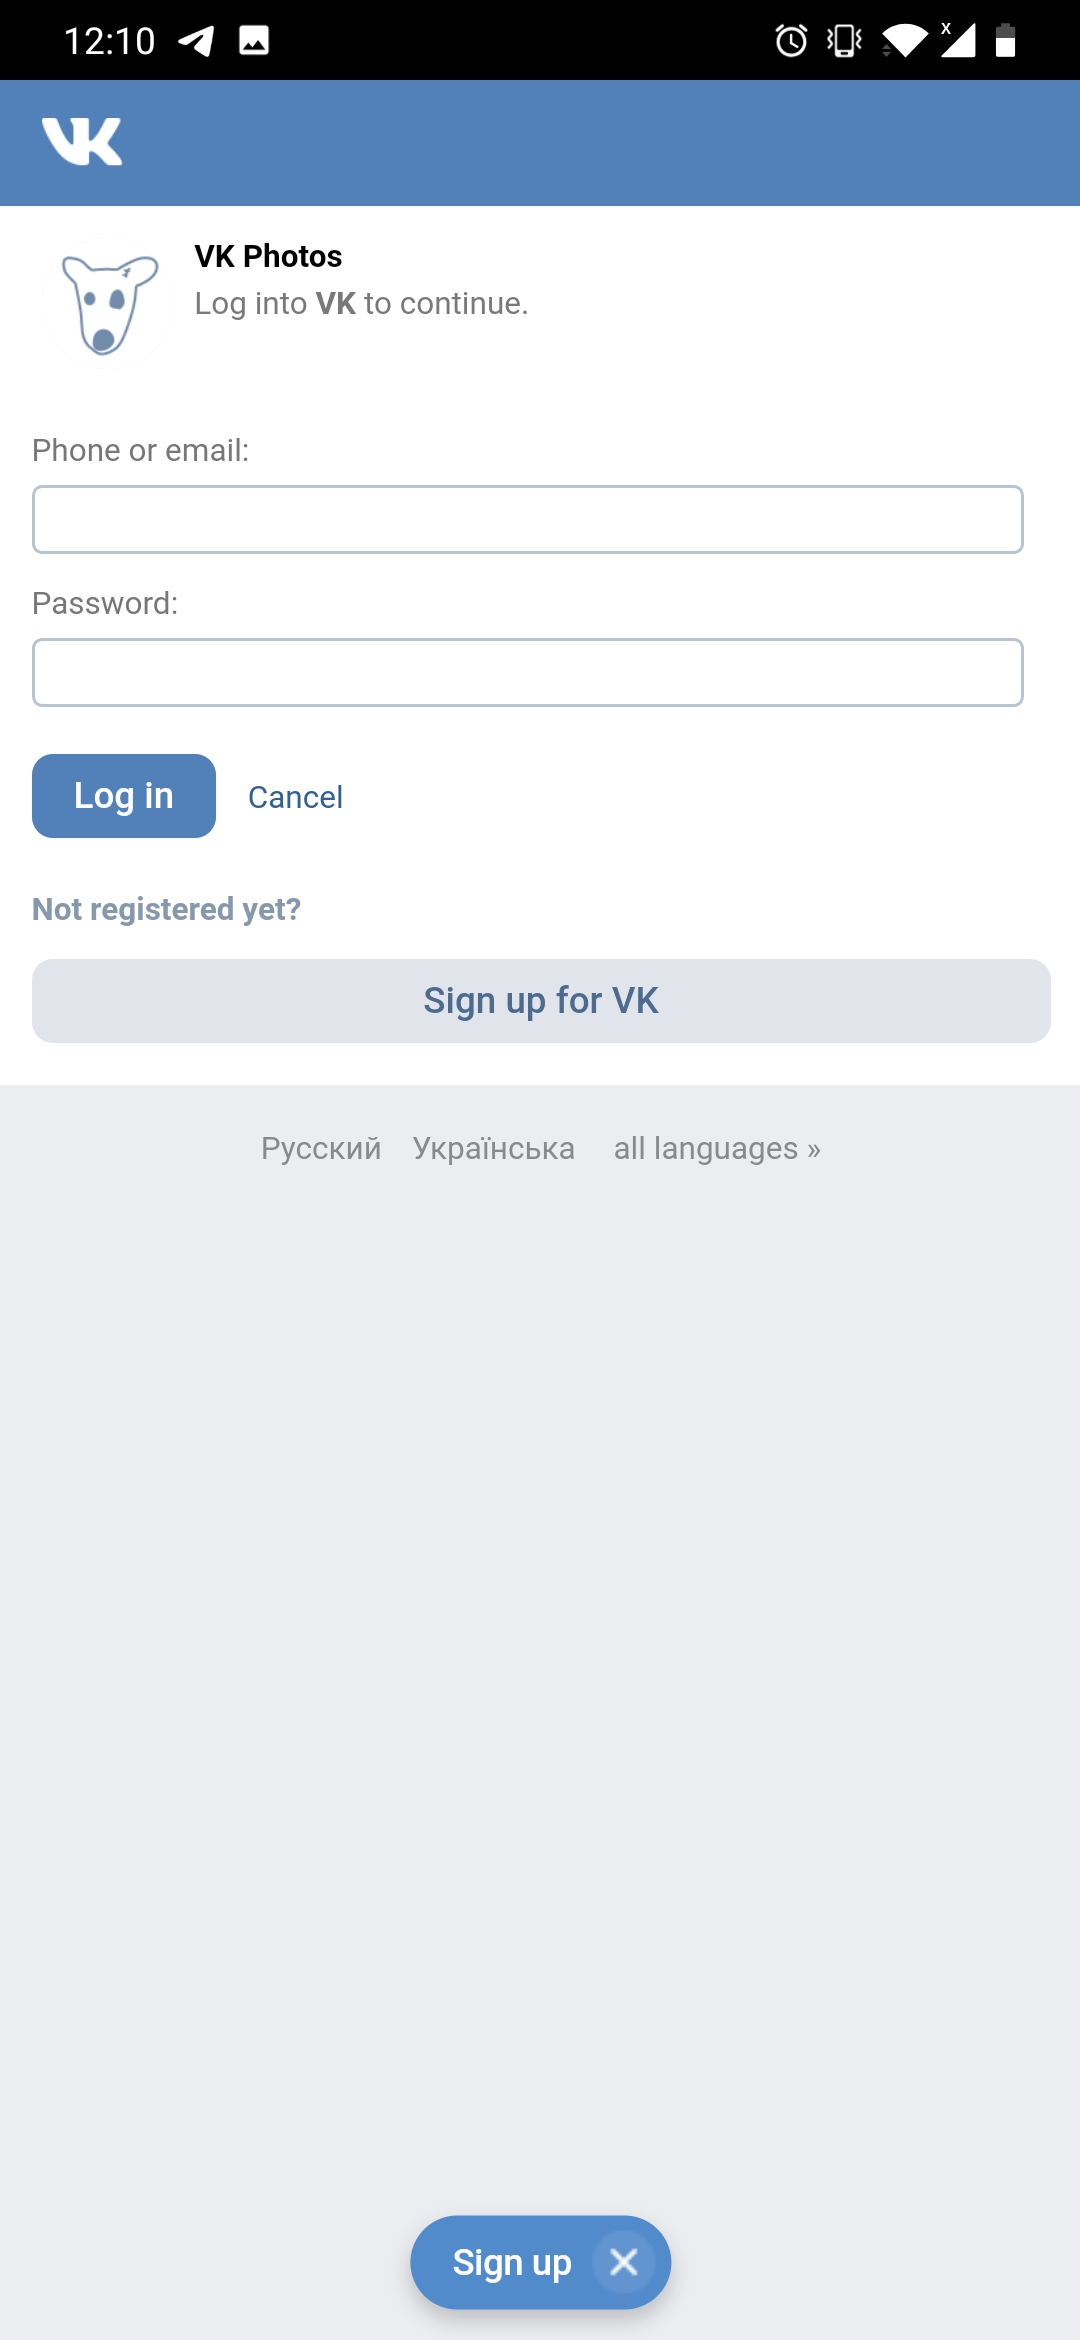 12:10
VK
VK Photos
Log into VK to continue.
Phone or email:
Password:
Log in Cancel
Not registered yet?
Sign up for VK
Русский Українська all languages »
Sign up